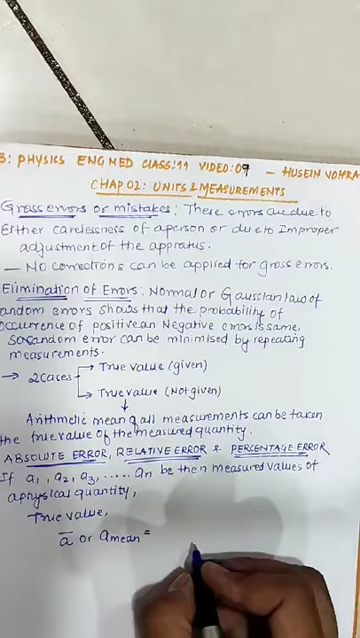 3: PHYSICS ENG MED CLASS: 11 VIDEO: 09 - HUSEIN VOHRA
CHAP 02: UNITS & MEASUREMENTS
Gross errors or mistakes: These errors are due to
Either carelessness of a person or due to Improper
adjustment of the appratus.
- No corrections can be applied for gross errors.
Elimination of Errors: Normal or Gaussian law of
random errors shows that the probability of
occurrence of positive an Negative error is same,
So random error can be minimised by repeating
measurements.
→ 2 cases → True value (given)
→ True value (Not given)
Arithmetic mean of all measurements can be taken
the true value of the measured quantity.
ABSOLUTE ERROR, RELATIVE ERROR & PERCENTAGE ERROR
If a₁, a₂, a₃, ..... an be the n measured values of
a physical quantity,
True value,
a̅ or amean =